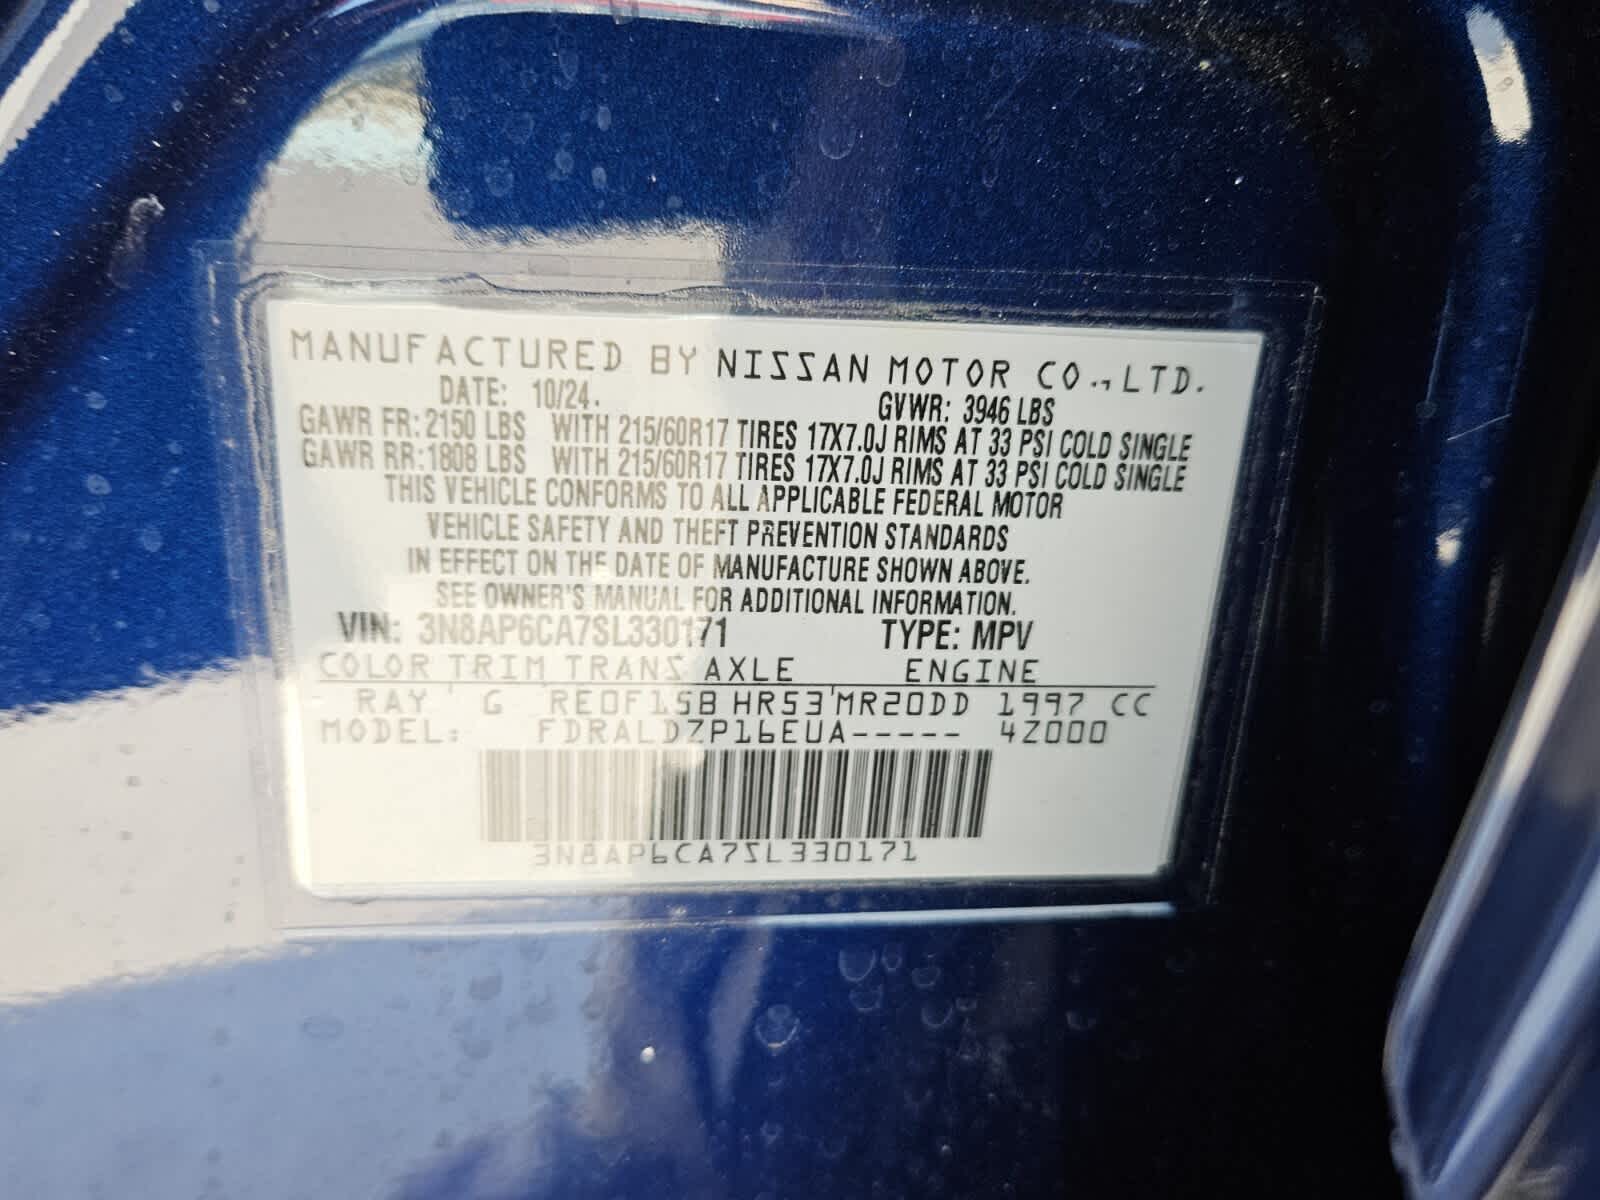 MANUFACTURED BY NISSAN MOTOR CO., LTD.
DATE: 10/24. GVWR: 3946 LBS
GAWR FR: 2150 LBS WITH 215/60R17 TIRES 17X7.0J RIMS AT 33 PSI COLD SINGLE
GAWR RR: 1808 LBS WITH 215/60R17 TIRES 17X7.0J RIMS AT 33 PSI COLD SINGLE
THIS VEHICLE CONFORMS TO ALL APPLICABLE FEDERAL MOTOR
VEHICLE SAFETY AND THEFT PREVENTION STANDARDS
IN EFFECT ON THE DATE OF MANUFACTURE SHOWN ABOVE.
SEE OWNER'S MANUAL FOR ADDITIONAL INFORMATION.
VIN: 3N8AP6CA7SL330171 TYPE: MPV
COLOR TRIM TRANS AXLE ENGINE
RAY G RE0F15B HR53 MR20DD 1997 CC
MODEL: FDRALDZP16EUA----- 4Z000
3N8AP6CA7SL330171